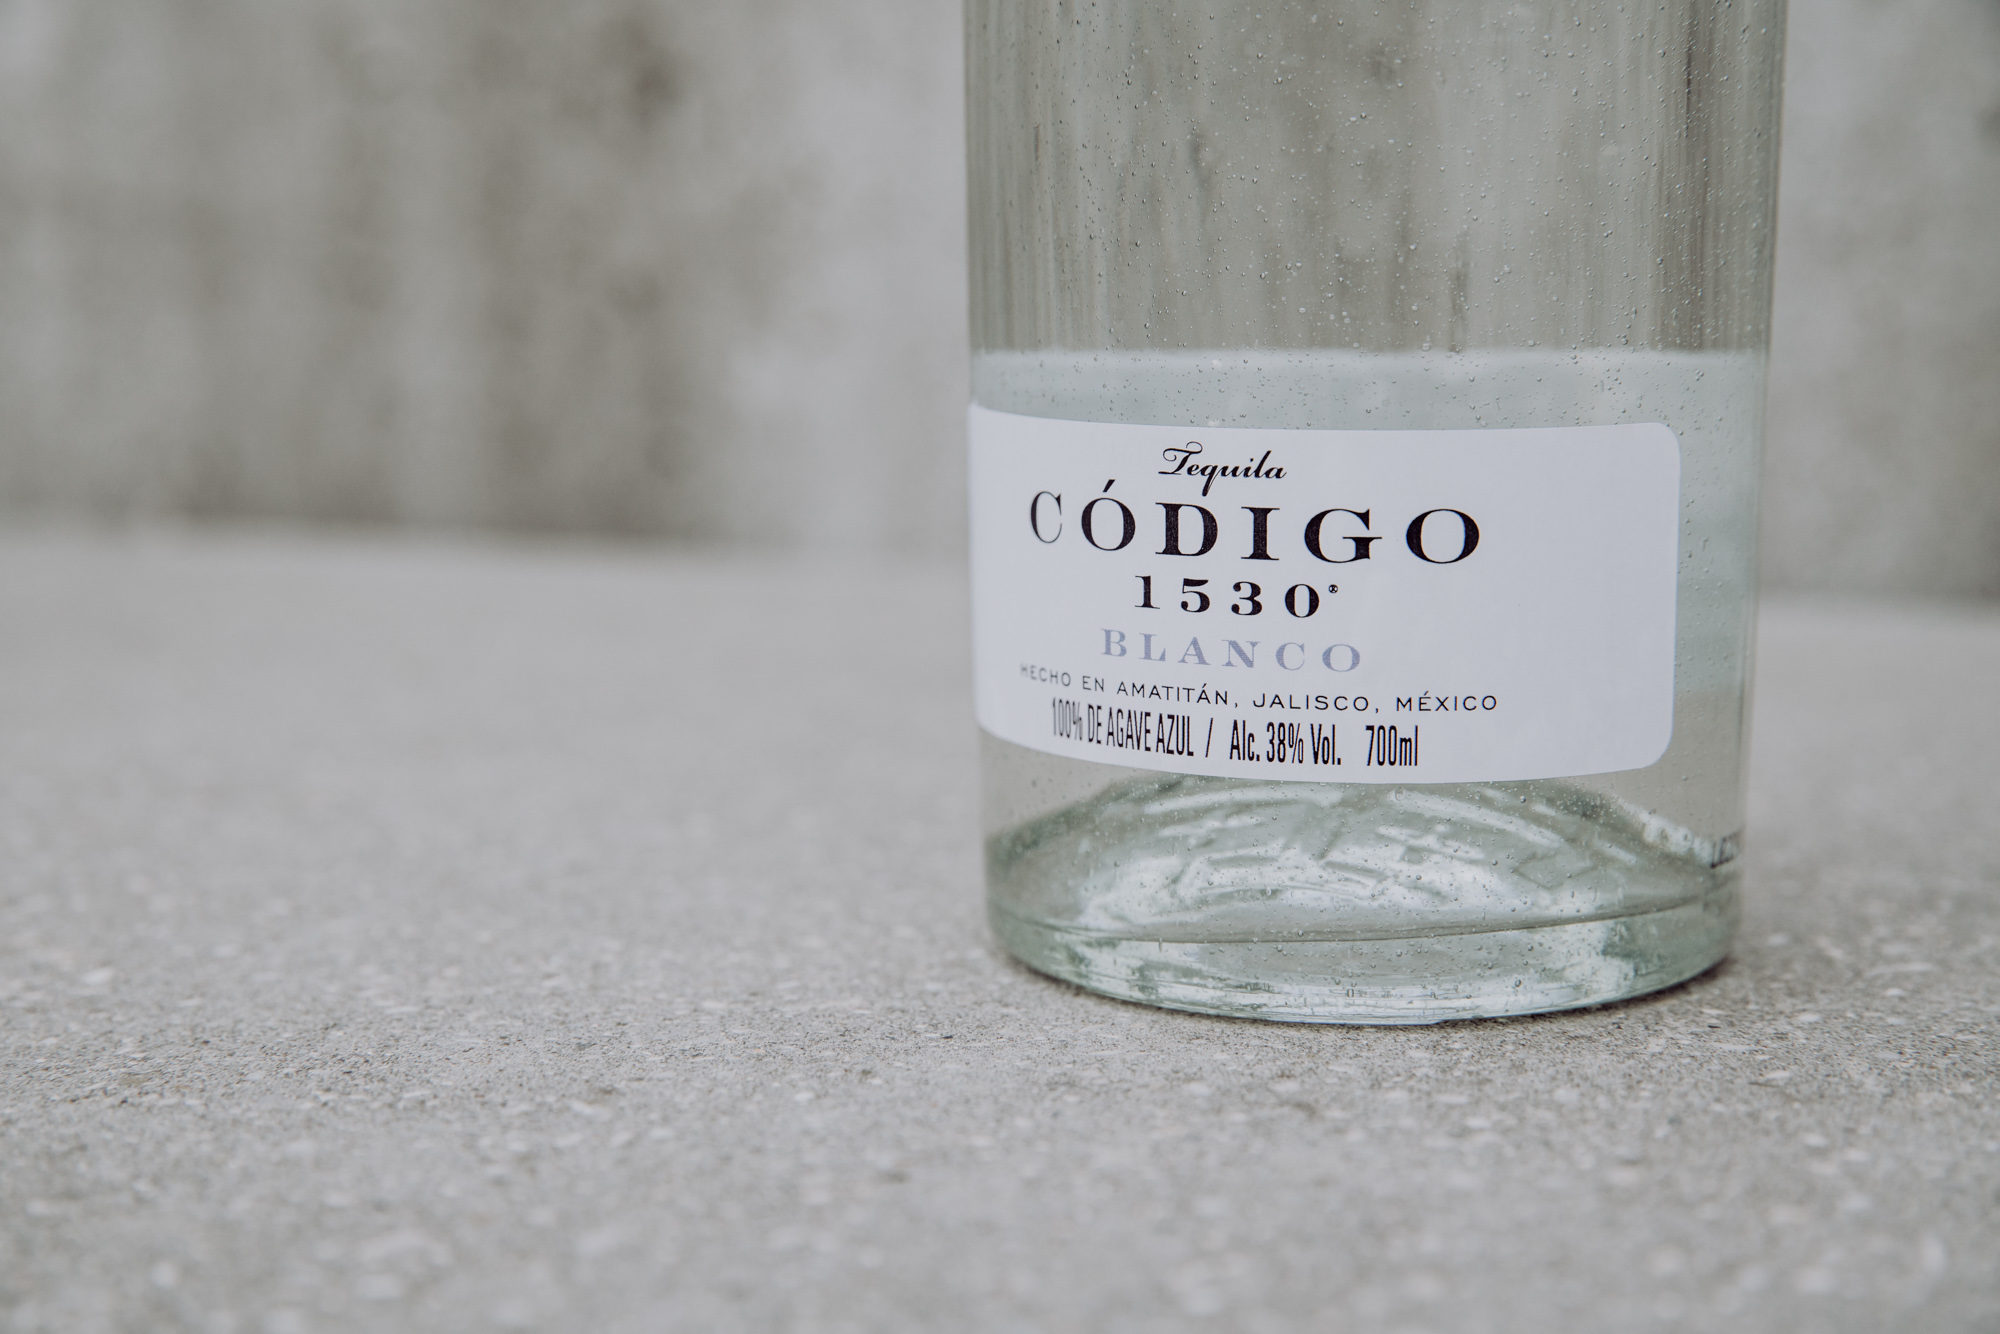 Tequila
CÓDIGO
1530®
BLANCO
HECHO EN AMATITÁN, JALISCO, MÉXICO
100% DE AGAVE AZUL / Alc. 38% Vol. 700ml